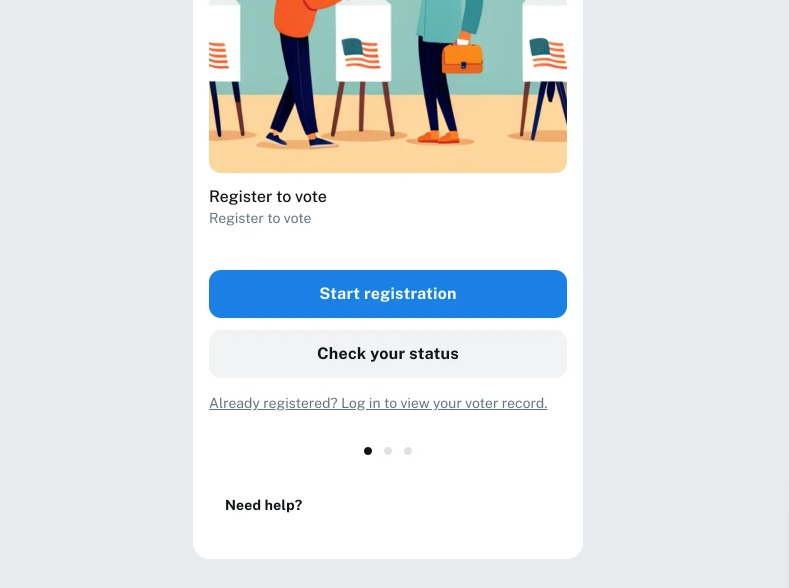 Register to vote
Register to vote
Start registration
Check your status
Already registered? Log in to view your voter record.
Need help?